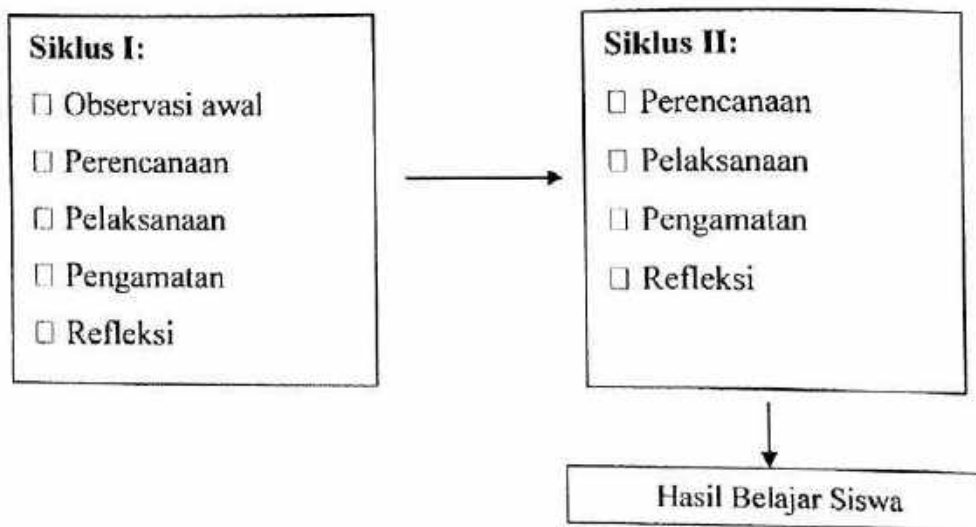 Siklus I:
□ Observasi awal
□ Perencanaan
□ Pelaksanaan
□ Pengamatan
□ Refleksi
Siklus II:
□ Perencanaan
□ Pelaksanaan
□ Pengamatan
□ Refleksi
Hasil Belajar Siswa